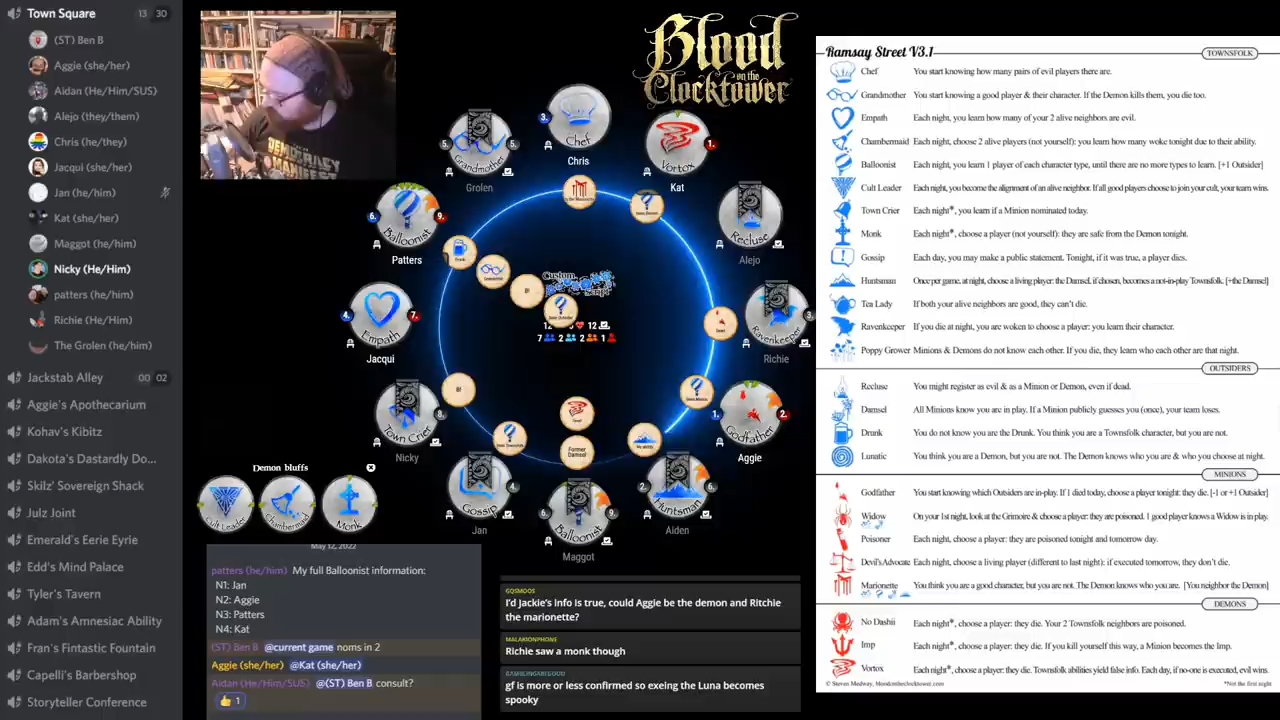 Town Square
13 30
(ST) Ben B
Aggie (she/her)
Aidan (He/Him/SUS)
Alejo (they/them)
Chris (he/they)
Jacqui (she/her)
Jan (he/him)
Kat (she/her)
Maggot (he/him)
Nicky (He/Him)
patters (he/him)
Richie (he/him)
The Grolen (he/him)
Jackstab Alley
00 02
Aggie's Apothecarium
Kohav's Kibitz
Dakota's Dastardly Do...
Skilz' Sovereign Shack
Julz Joint
Emerald's Eerie Eyrie
Edd's Mind Palace
Tyler's Tavern
Adam's Amnesiac Ability
Fran's Finastic Fountain
Storyteller Conference
Blood
on the
Clocktower
Grandmother
Grolen
Chef
Chris
Vortox
Kat
Recluse
Alejo
Ravenkeeper
Richie
Godfather
Aggie
Huntsman
Aiden
Balloonist
Maggot
Gossip
Jan
Town Crier
Nicky
Empath
Jacqui
Balloonist
Patters
Former
Damsel
Demon bluffs
Cult Leader
Chambermaid
Monk
May 12, 2022
patters (he/him) My full Balloonist information:
N1: Jan
N2: Aggie
N3: Patters
N4: Kat
(ST) Ben B @current game noms in 2
Aggie (she/her) @Kat (she/her)
Aidan (He/Him/SUS) @(ST) Ben B consult?
1
GQSMOOS
I'd Jackie's info is true, could Aggie be the demon and Ritchie
the marionette?
MALAKIONPHONE
Richie saw a monk though
gf is more or less confirmed so exeing the Luna becomes
spooky
Ramsay Street V3.1
TOWNSFOLK
Chef You start knowing how many pairs of evil players there are.
Grandmother You start knowing a good player & their character. If the Demon kills them, you die too.
Empath Each night, you learn how many of your 2 alive neighbors are evil.
Chambermaid Each night, choose 2 alive players (not yourself): you learn how many woke tonight due to their ability.
Balloonist Each night, you learn 1 player of each character type, until there are no more types to learn. [+1 Outsider]
Cult Leader Each night, you become the alignment of an alive neighbor. If all good players choose to join your cult, your team wins.
Town Crier Each night*, you learn if a Minion nominated today.
Monk Each night*, choose a player (not yourself): they are safe from the Demon tonight.
Gossip Each day, you may make a public statement. Tonight, if it was true, a player dies.
Huntsman Once per game, at night, choose a living player: the Damsel, if chosen, becomes a not-in-play Townsfolk. [+the Damsel]
Tea Lady If both your alive neighbors are good, they can't die.
Ravenkeeper If you die at night, you are woken to choose a player: you learn their character.
Poppy Grower Minions & Demons do not know each other. If you die, they learn who each other are that night.
OUTSIDERS
Recluse You might register as evil & as a Minion or Demon, even if dead.
Damsel All Minions know you are in play. If a Minion publicly guesses you (once), your team loses.
Drunk You do not know you are the Drunk. You think you are a Townsfolk character, but you are not.
Lunatic You think you are a Demon, but you are not. The Demon knows who you are & who you choose at night.
MINIONS
Godfather You start knowing which Outsiders are in-play. If 1 died today, choose a player tonight: they die. [-1 or +1 Outsider]
Widow On your 1st night, look at the Grimoire & choose a player: they are poisoned. 1 good player knows a Widow is in play.
Poisoner Each night, choose a player: they are poisoned tonight and tomorrow day.
Devil's Advocate Each night, choose a living player (different to last night): if executed tomorrow, they don't die.
Marionette You think you are a good character, but you are not. The Demon knows who you are. [You neighbor the Demon]
DEMONS
No Dashii Each night*, choose a player: they die. Your 2 Townsfolk neighbors are poisoned.
Imp Each night*, choose a player: they die. If you kill yourself this way, a Minion becomes the Imp.
Vortox Each night*, choose a player: they die. Townsfolk abilities yield false info. Each day, if no-one is executed, evil wins.
© Steven Medway, bloodontheclocktower.com
*Not the first night